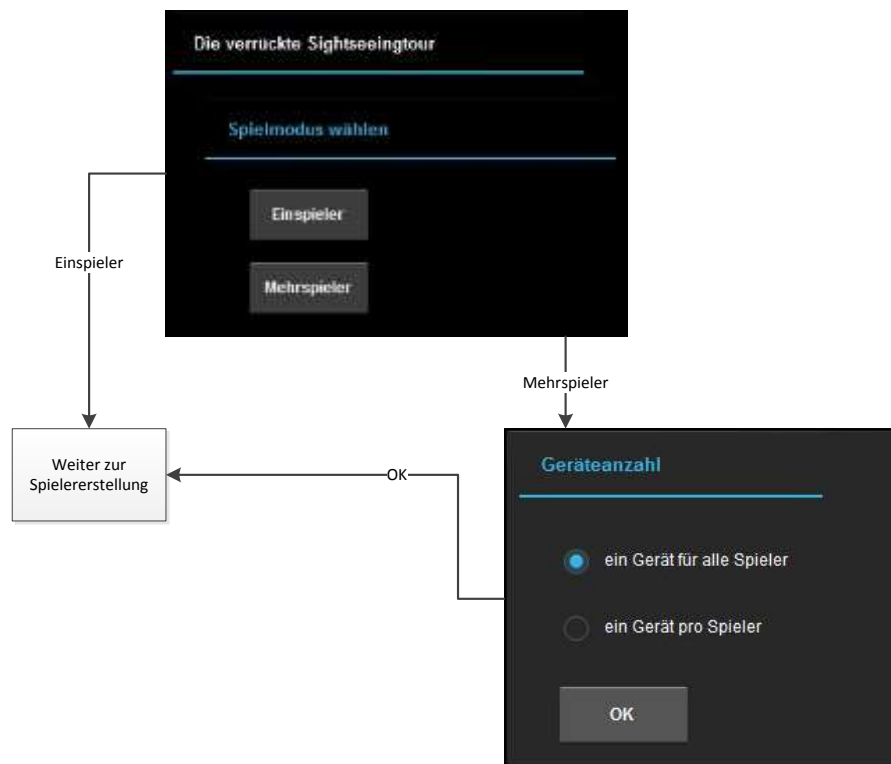 Die verrückte Sightseeingtour
Spielmodus wählen
Einspieler
Mehrspieler
Einspieler
Mehrspieler
Weiter zur
Spielererstellung
OK
Geräteanzahl
ein Gerät für alle Spieler
ein Gerät pro Spieler
OK